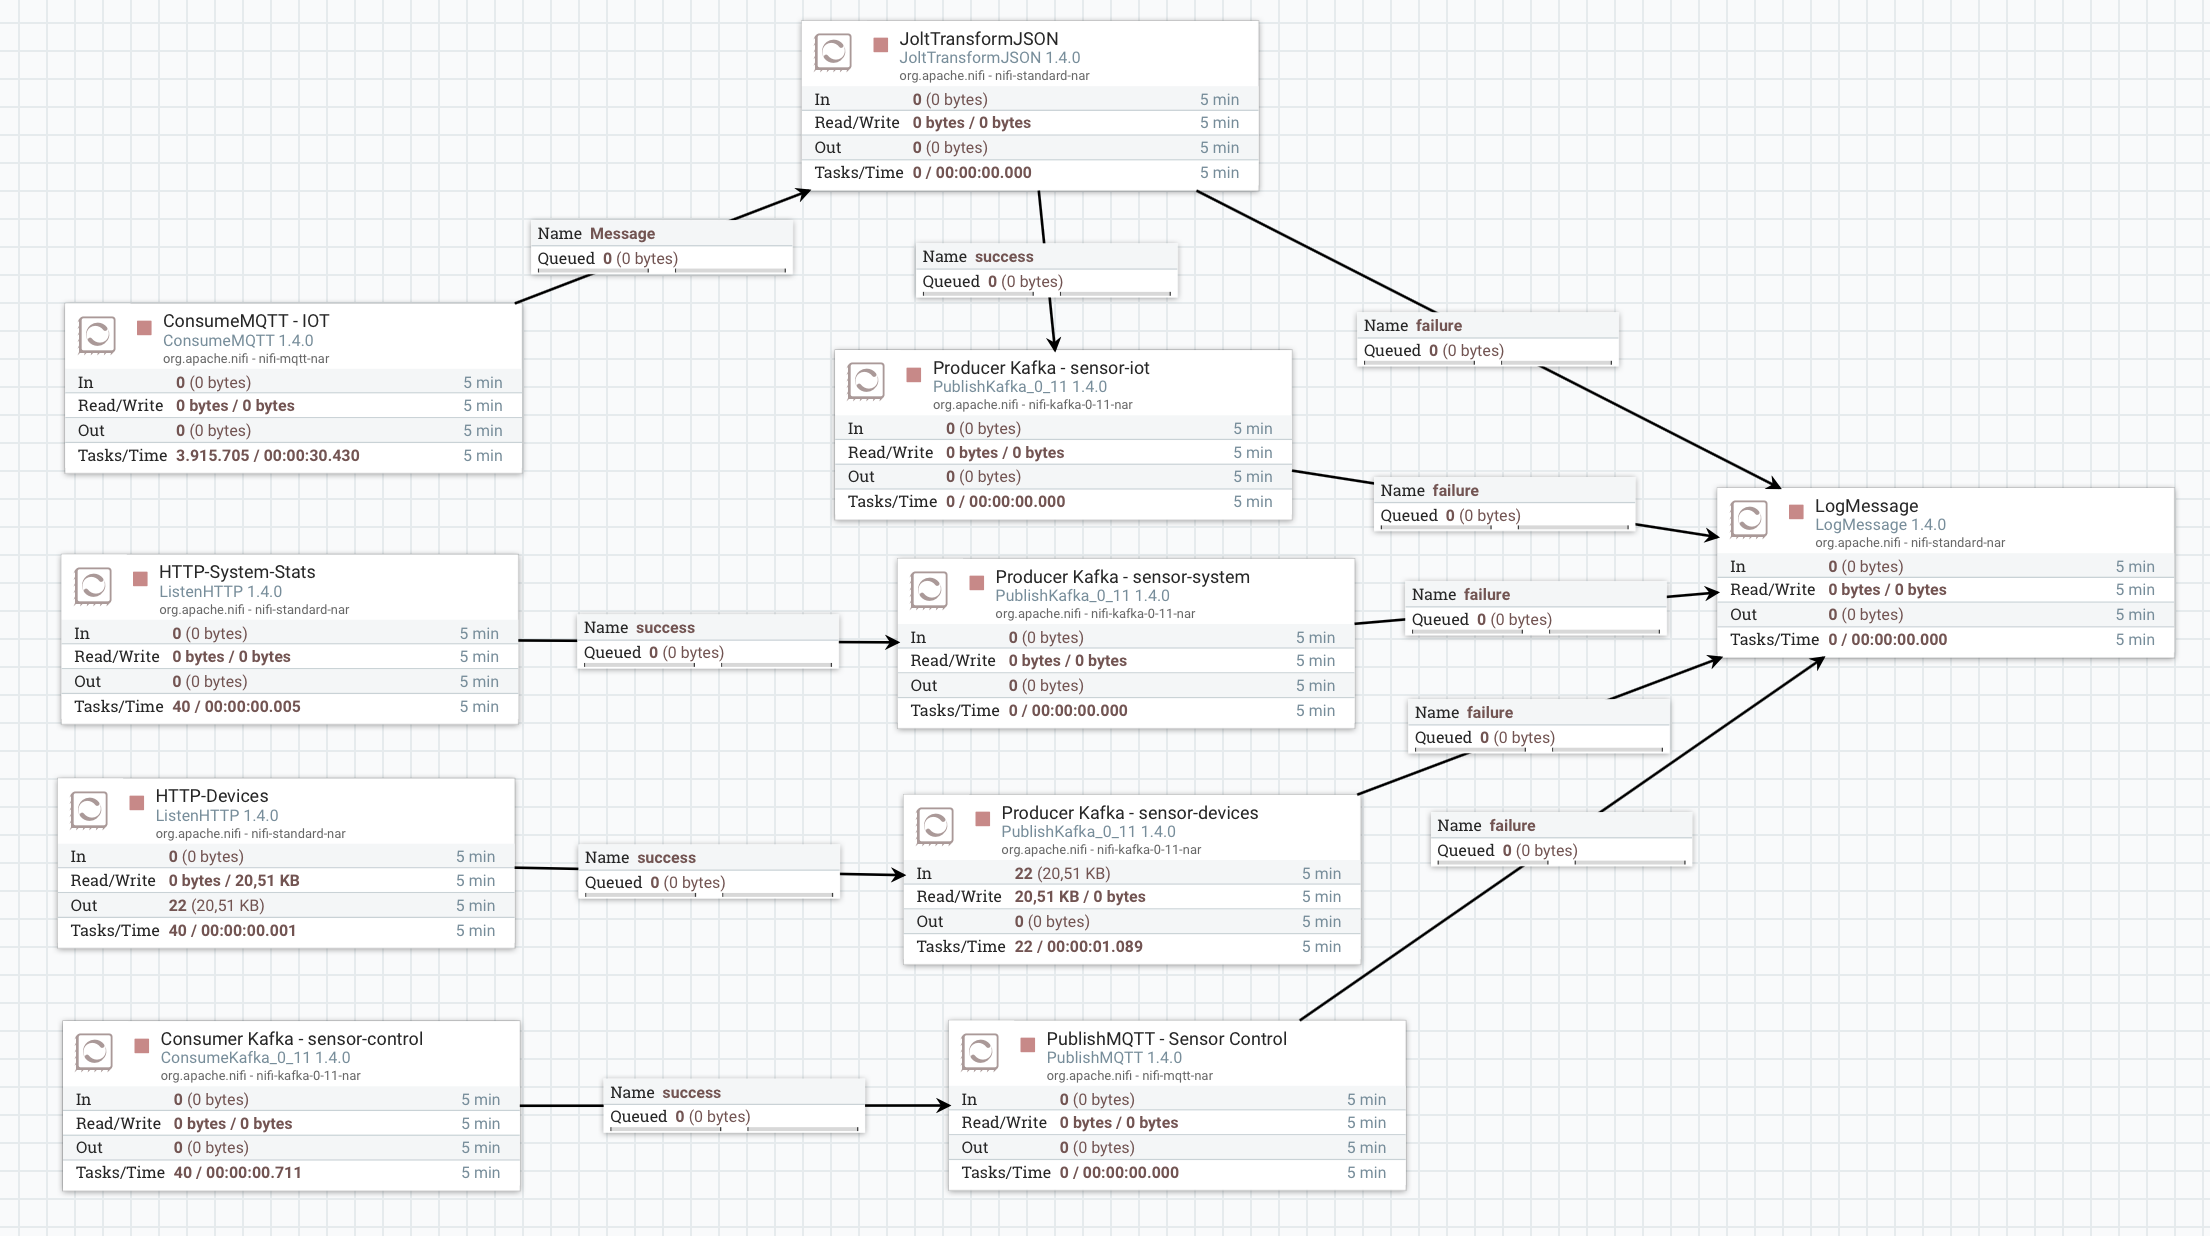 JoltTransformJSON
JoltTransformJSON 1.4.0
org.apache.nifi - nifi-standard-nar
In 0 (0 bytes) 5 min
Read/Write 0 bytes / 0 bytes 5 min
Out 0 (0 bytes) 5 min
Tasks/Time 0 / 00:00:00.000 5 min
Name Message
Queued 0 (0 bytes)
Name success
Queued 0 (0 bytes)
Name failure
Queued 0 (0 bytes)
ConsumeMQTT - IOT
ConsumeMQTT 1.4.0
org.apache.nifi - nifi-mqtt-nar
In 0 (0 bytes) 5 min
Read/Write 0 bytes / 0 bytes 5 min
Out 0 (0 bytes) 5 min
Tasks/Time 3.915.705 / 00:00:30.430 5 min
Producer Kafka - sensor-iot
PublishKafka_0_11 1.4.0
org.apache.nifi - nifi-kafka-0-11-nar
In 0 (0 bytes) 5 min
Read/Write 0 bytes / 0 bytes 5 min
Out 0 (0 bytes) 5 min
Tasks/Time 0 / 00:00:00.000 5 min
Name failure
Queued 0 (0 bytes)
LogMessage
LogMessage 1.4.0
org.apache.nifi - nifi-standard-nar
In 0 (0 bytes) 5 min
Read/Write 0 bytes / 0 bytes 5 min
Out 0 (0 bytes) 5 min
Tasks/Time 0 / 00:00:00.000 5 min
HTTP-System-Stats
ListenHTTP 1.4.0
org.apache.nifi - nifi-standard-nar
In 0 (0 bytes) 5 min
Read/Write 0 bytes / 0 bytes 5 min
Out 0 (0 bytes) 5 min
Tasks/Time 40 / 00:00:00.005 5 min
Name success
Queued 0 (0 bytes)
Producer Kafka - sensor-system
PublishKafka_0_11 1.4.0
org.apache.nifi - nifi-kafka-0-11-nar
In 0 (0 bytes) 5 min
Read/Write 0 bytes / 0 bytes 5 min
Out 0 (0 bytes) 5 min
Tasks/Time 0 / 00:00:00.000 5 min
Name failure
Queued 0 (0 bytes)
Name failure
Queued 0 (0 bytes)
HTTP-Devices
ListenHTTP 1.4.0
org.apache.nifi - nifi-standard-nar
In 0 (0 bytes) 5 min
Read/Write 0 bytes / 20,51 KB 5 min
Out 22 (20,51 KB) 5 min
Tasks/Time 40 / 00:00:00.001 5 min
Name success
Queued 0 (0 bytes)
Producer Kafka - sensor-devices
PublishKafka_0_11 1.4.0
org.apache.nifi - nifi-kafka-0-11-nar
In 22 (20,51 KB) 5 min
Read/Write 20,51 KB / 0 bytes 5 min
Out 0 (0 bytes) 5 min
Tasks/Time 22 / 00:00:01.089 5 min
Name failure
Queued 0 (0 bytes)
Consumer Kafka - sensor-control
ConsumeKafka_0_11 1.4.0
org.apache.nifi - nifi-kafka-0-11-nar
In 0 (0 bytes) 5 min
Read/Write 0 bytes / 0 bytes 5 min
Out 0 (0 bytes) 5 min
Tasks/Time 40 / 00:00:00.711 5 min
Name success
Queued 0 (0 bytes)
PublishMQTT - Sensor Control
PublishMQTT 1.4.0
org.apache.nifi - nifi-mqtt-nar
In 0 (0 bytes) 5 min
Read/Write 0 bytes / 0 bytes 5 min
Out 0 (0 bytes) 5 min
Tasks/Time 0 / 00:00:00.000 5 min